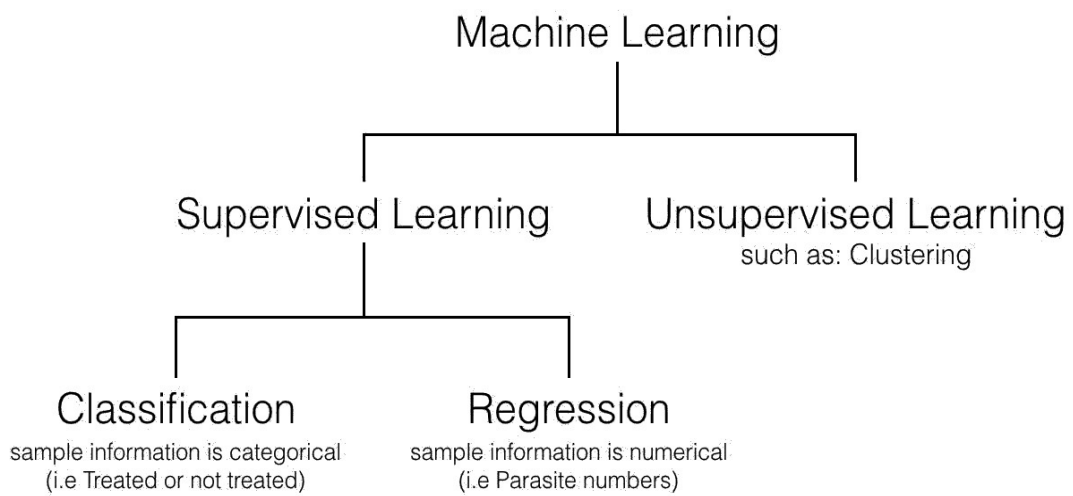 Machine Learning
Supervised Learning
Unsupervised Learning
such as: Clustering
Classification
sample information is categorical
(i.e Treated or not treated)
Regression
sample information is numerical
(i.e Parasite numbers)